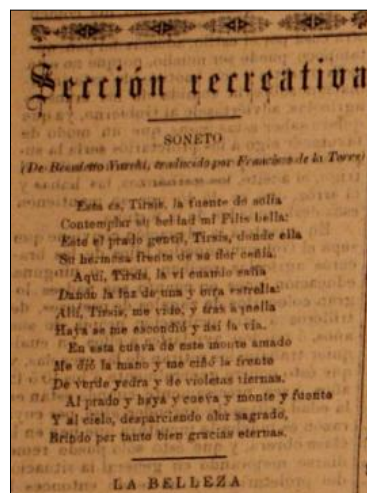 Sección recreativa
SONETO
(De Benedetto Varchi, traducido por Francisco de la Torre)
Esta es, Tirsis, la fuente do solía
Contemplar su beldad mi Filis bella:
Este el prado gentil, Tirsis, donde ella
Su hermosa frente de su flor ceñía.
Aquí, Tirsis, la ví cuando salía
Dando la luz de una y otra estrella:
Allí, Tirsis, me vido, y tras aquella
Haya se me escondió y así la vía.
En esta cueva de este monte amado
Me dió la mano y me ciñó la frente
De verde yedra y de violetas tiernas.
Al prado y haya y cueva y monte y fuente
Y al cielo, desparciendo olor sagrado,
Brindo por tanto bien gracias eternas.
LA BELLEZA